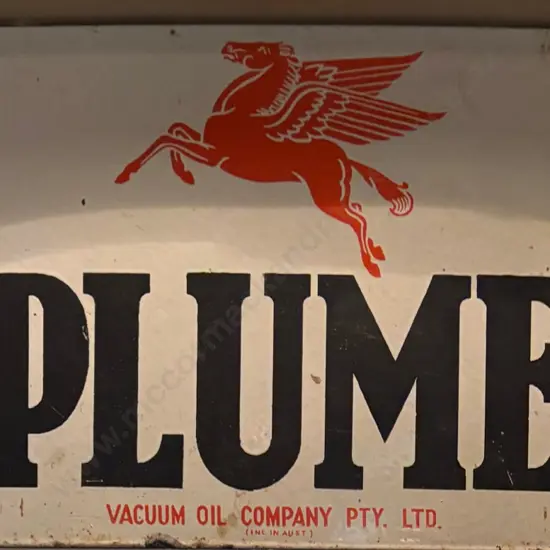 PLUME
VACUUM OIL COMPANY PTY. LTD.
(INC IN AUST)